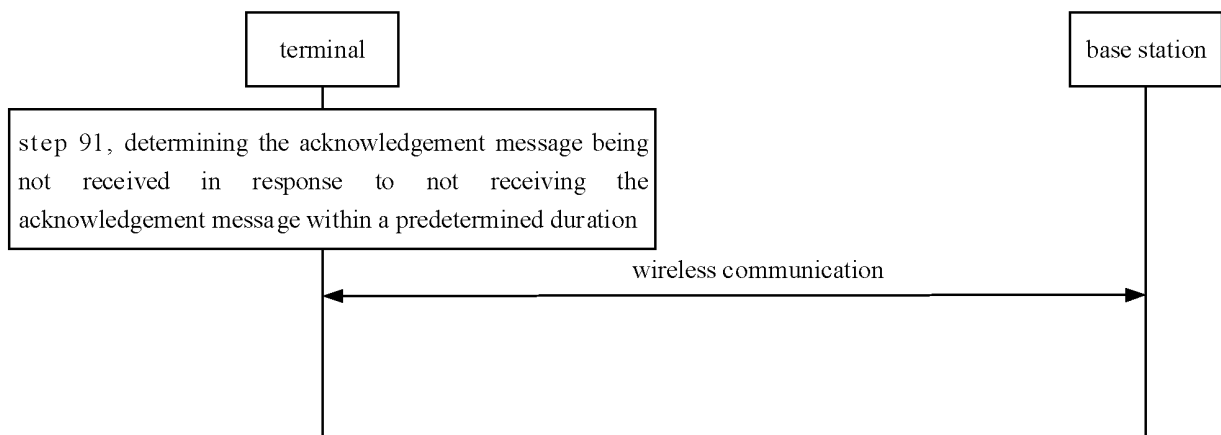 terminal
base station
step 91, determining the acknowledgement message being
not received in response to not receiving the
acknowledgement message within a predetermined duration
wireless communication